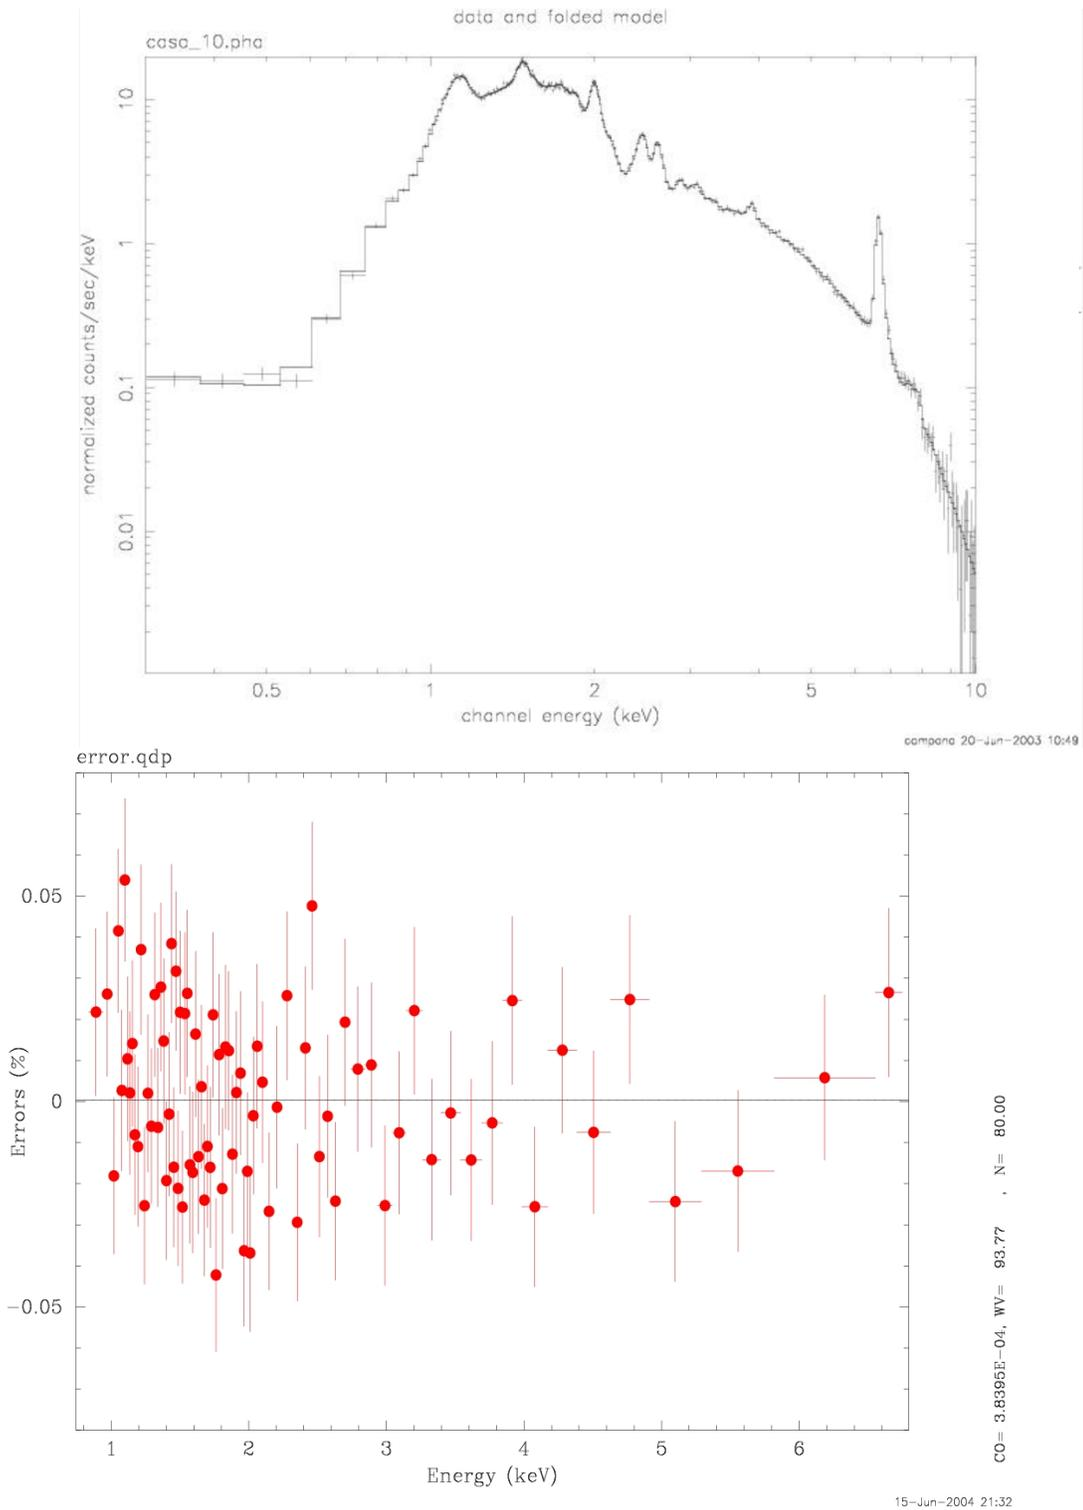 data and folded model
casa_10.pha
normalized counts/sec/keV
10
1
0.1
0.01
0.5 1 2 5 10
channel energy (keV)
campana 20-Jun-2003 10:49
error.qdp
Errors (%)
0.05
0
-0.05
1 2 3 4 5 6
Energy (keV)
CO= 3.8395E-04, WV= 93.77 , N= 80.00
15-Jun-2004 21:32